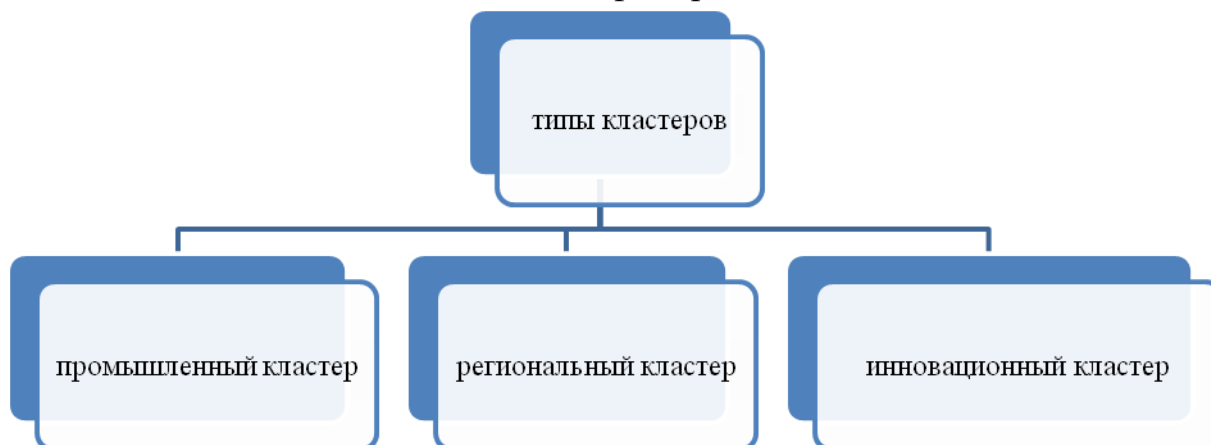 типы кластеров
промышленный кластер
региональный кластер
инновационный кластер